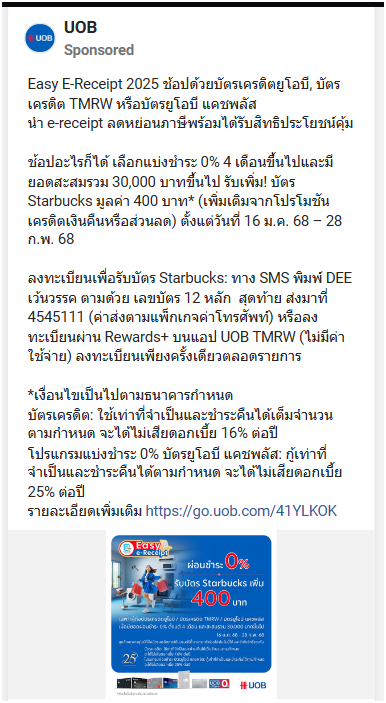 UOB
UOB
Sponsored
Easy E-Receipt 2025 ช้อปด้วยบัตรเครดิตยูโอบี, บัตร
เครดิต TMRW หรือบัตรยูโอบี แคชพลัส
นำ e-receipt ลดหย่อนภาษีพร้อมได้รับสิทธิประโยชน์คุ้ม
ช้อปอะไรก็ได้ เลือกแบ่งชำระ 0% 4 เดือนขึ้นไปและมี
ยอดสะสมรวม 30,000 บาทขึ้นไป รับเพิ่ม! บัตร
Starbucks มูลค่า 400 บาท* (เพิ่มเติมจากโปรโมชัน
เครดิตเงินคืนหรือส่วนลด) ตั้งแต่วันที่ 16 ม.ค. 68 – 28
ก.พ. 68
ลงทะเบียนเพื่อรับบัตร Starbucks: ทาง SMS พิมพ์ DEE
เว้นวรรค ตามด้วย เลขบัตร 12 หลัก สุดท้าย ส่งมาที่
4545111 (ค่าส่งตามแพ็กเกจค่าโทรศัพท์) หรือลง
ทะเบียนผ่าน Rewards+ บนแอป UOB TMRW (ไม่มีค่า
ใช้จ่าย) ลงทะเบียนเพียงครั้งเดียวตลอดรายการ
*เงื่อนไขเป็นไปตามธนาคารกำหนด
บัตรเครดิต: ใช้เท่าที่จำเป็นและชำระคืนได้เต็มจำนวน
ตามกำหนด จะได้ไม่เสียดอกเบี้ย 16% ต่อปี
โปรแกรมแบ่งชำระ 0% บัตรยูโอบี แคชพลัส: กู้เท่าที่
จำเป็นและชำระคืนได้ตามกำหนด จะได้ไม่เสียดอกเบี้ย
25% ต่อปี
รายละเอียดเพิ่มเติม https://go.uob.com/41YLKOK
Easy
e-Receipt
ผ่อนชำระ 0%
รับบัตร Starbucks เพิ่ม
400 บาท
25
UOB